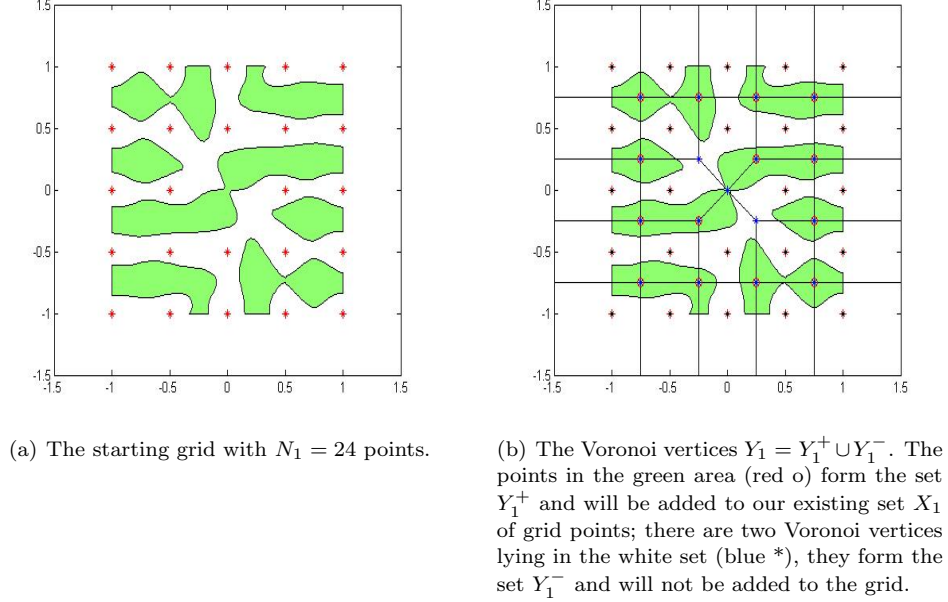 1.5
1
0.5
0
-0.5
-1
-1.5
-1.5 -1 -0.5 0 0.5 1 1.5
1.5
1
0.5
0
-0.5
-1
-1.5
-1.5 -1 -0.5 0 0.5 1 1.5
(a) The starting grid with N₁ = 24 points.
(b) The Voronoi vertices Y₁ = Y₁⁺ ∪ Y₁⁻. The
points in the green area (red o) form the set
Y₁⁺ and will be added to our existing set X₁
of grid points; there are two Voronoi vertices
lying in the white set (blue *), they form the
set Y₁⁻ and will not be added to the grid.